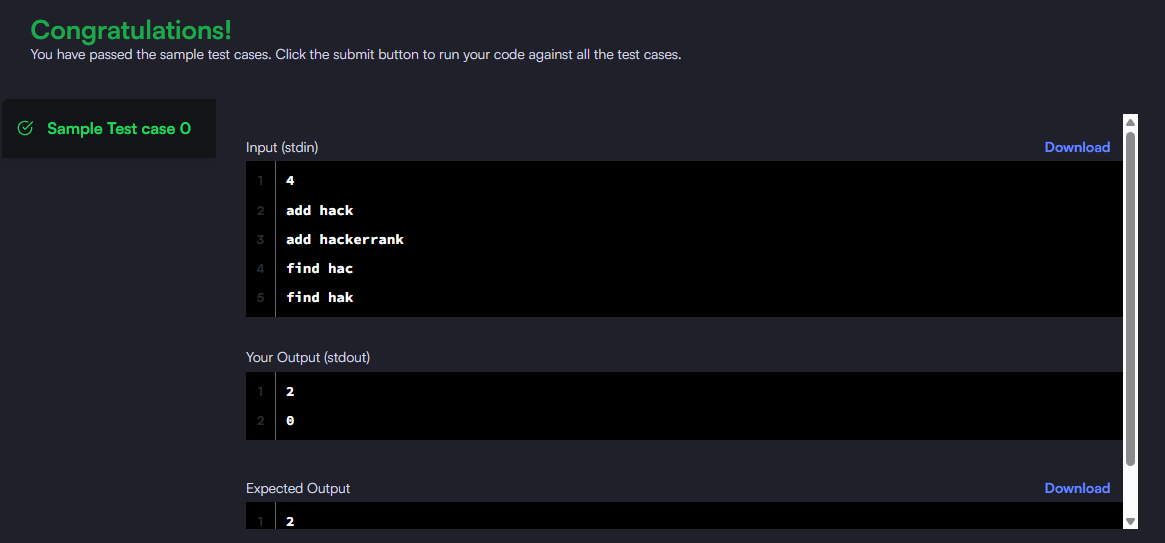 Congratulations!
You have passed the sample test cases. Click the submit button to run your code against all the test cases.
Sample Test case 0
Input (stdin)
Download
1 4
2 add hack
3 add hackerrank
4 find hac
5 find hak
Your Output (stdout)
1 2
2 0
Expected Output
Download
1 2